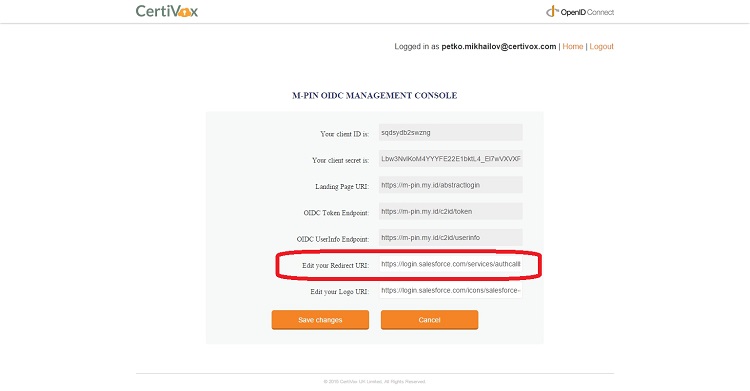 CertiVox
OpenID Connect
Logged in as petko.mikhailov@certivox.com | Home | Logout
M-PIN OIDC MANAGEMENT CONSOLE
Your client ID is: sqdsydb2swzng
Your client secret is:
Landing Page URI: https://m-pin.my.id/abstractlogin
OIDC Token Endpoint: https://m-pin.my.id/c2id/token
OIDC UserInfo Endpoint: https://m-pin.my.id/c2id/userinfo
Edit your Redirect URI: https://login.salesforce.com/services/authcall
Edit your Logo URI: https://login.salesforce.com/icons/salesforce-
Save changes Cancel
UK Limited, All Rights Reserved